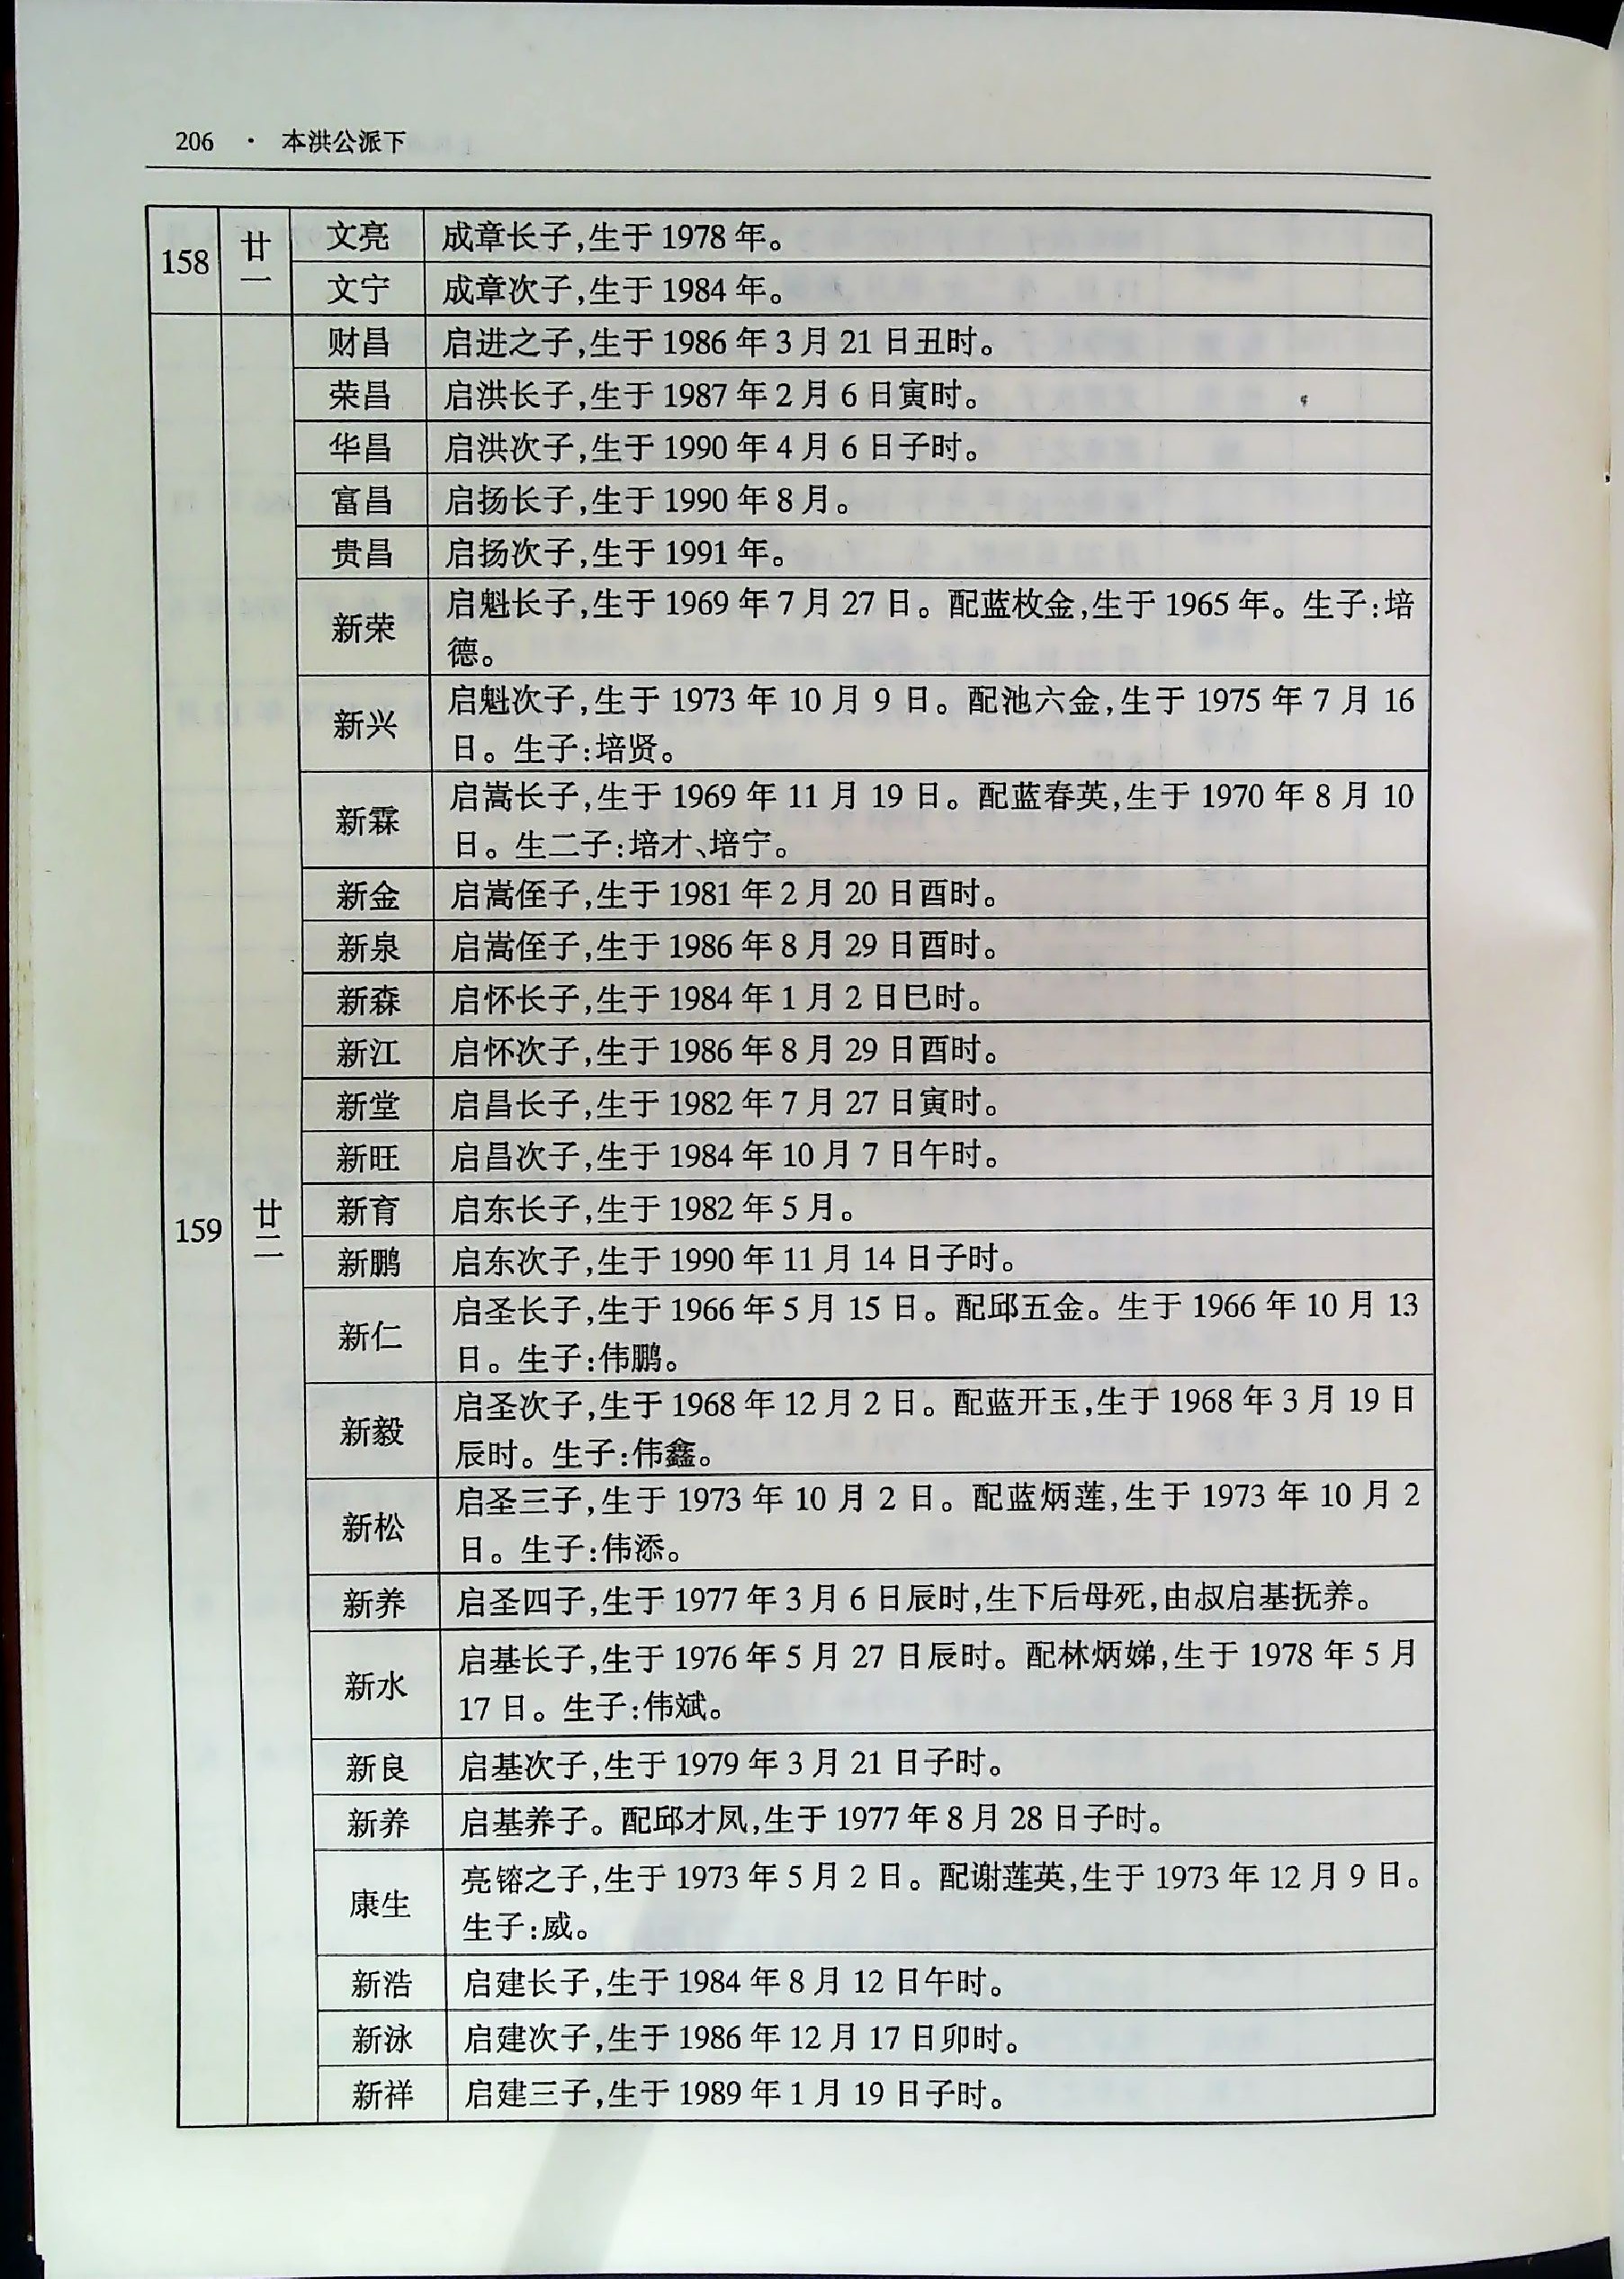 206 · 本洪公派下
158 廿一 文亮 成章长子,生于 1978 年。
文宁 成章次子,生于 1984 年。
159 廿二 财昌 启进之子,生于 1986 年 3 月 21 日丑时。
荣昌 启洪长子,生于 1987 年 2 月 6 日寅时。
华昌 启洪次子,生于 1990 年 4 月 6 日子时。
富昌 启扬长子,生于 1990 年 8 月。
贵昌 启扬次子,生于 1991 年。
新荣 启魁长子,生于 1969 年 7 月 27 日。配蓝枚金,生于 1965 年。生子:培
德。
新兴 启魁次子,生于 1973 年 10 月 9 日。配池六金,生于 1975 年 7 月 16
日。生子:培贤。
新霖 启嵩长子,生于 1969 年 11 月 19 日。配蓝春英,生于 1970 年 8 月 10
日。生二子:培才、培宁。
新金 启嵩侄子,生于 1981 年 2 月 20 日酉时。
新泉 启嵩侄子,生于 1986 年 8 月 29 日酉时。
新森 启怀长子,生于 1984 年 1 月 2 日巳时。
新江 启怀次子,生于 1986 年 8 月 29 日酉时。
新堂 启昌长子,生于 1982 年 7 月 27 日寅时。
新旺 启昌次子,生于 1984 年 10 月 7 日午时。
新育 启东长子,生于 1982 年 5 月。
新鹏 启东次子,生于 1990 年 11 月 14 日子时。
新仁 启圣长子,生于 1966 年 5 月 15 日。配邱五金。生于 1966 年 10 月 13
日。生子:伟鹏。
新毅 启圣次子,生于 1968 年 12 月 2 日。配蓝开玉,生于 1968 年 3 月 19 日
辰时。生子:伟鑫。
新松 启圣三子,生于 1973 年 10 月 2 日。配蓝炳莲,生于 1973 年 10 月 2
日。生子:伟添。
新养 启圣四子,生于 1977 年 3 月 6 日辰时,生下后母死,由叔启基抚养。
新水 启基长子,生于 1976 年 5 月 27 日辰时。配林炳娣,生于 1978 年 5 月
17 日。生子:伟斌。
新良 启基次子,生于 1979 年 3 月 21 日子时。
新养 启基养子。配邱才凤,生于 1977 年 8 月 28 日子时。
康生 亮镕之子,生于 1973 年 5 月 2 日。配谢莲英,生于 1973 年 12 月 9 日。
生子:威。
新浩 启建长子,生于 1984 年 8 月 12 日午时。
新泳 启建次子,生于 1986 年 12 月 17 日卯时。
新祥 启建三子,生于 1989 年 1 月 19 日子时。